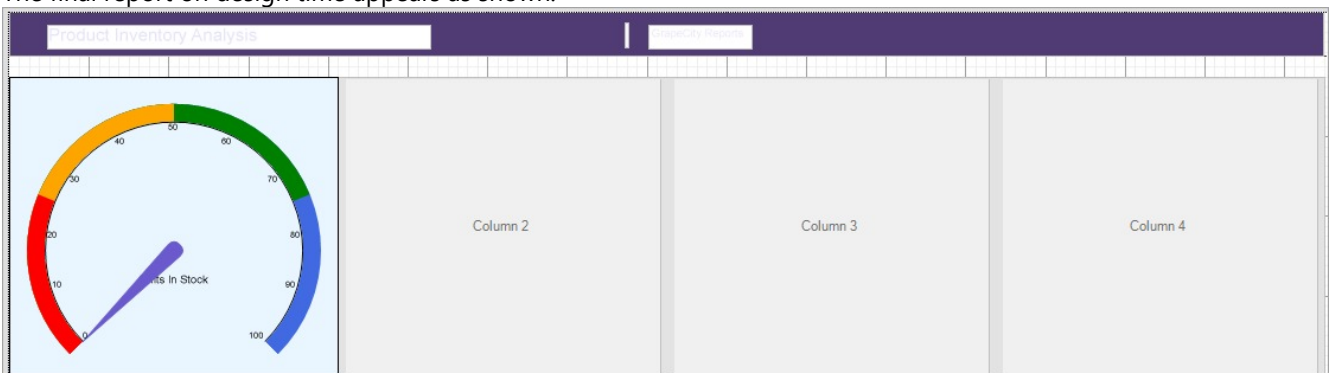 The final report on design time appears as shown.
Product Inventory Analysis
GrapeCity Reports
50
40 60
30 70
Column 2 Column 3 Column 4
20 80
its In Stock
10 90
0 100